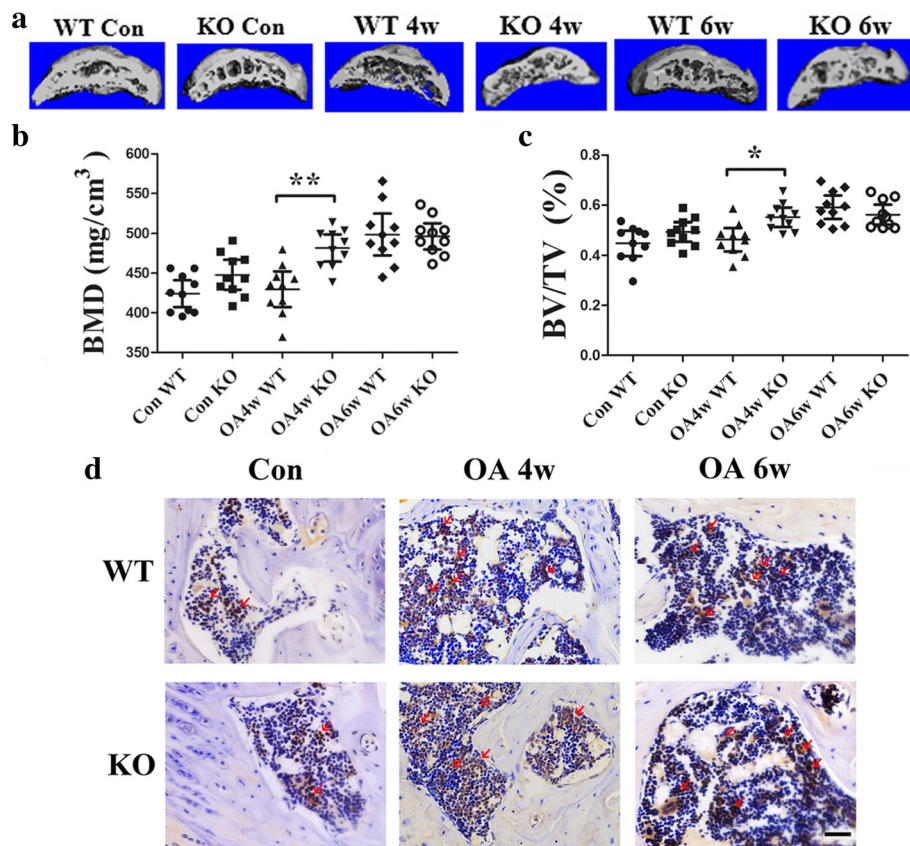 a
WT Con KO Con WT 4w KO 4w WT 6w KO 6w
b
BMD (mg/cm³)
600
550
500
450
400
350
**
Con WT
Con KO
OA4w WT
OA4w KO
OA6w WT
OA6w KO
c
BV/TV (%)
0.8
0.6
0.4
0.2
0.0
*
Con WT
Con KO
OA4w WT
OA4w KO
OA6w WT
OA6w KO
d
Con OA 4w OA 6w
WT
KO